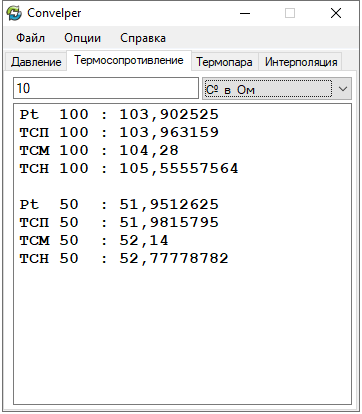 Convelper
Файл Опции Справка
Давление Термосопротивление Термопара Интерполяция
10 Cº в Ом
Pt 100 : 103,902525
ТСП 100 : 103,963159
ТСМ 100 : 104,28
ТСН 100 : 105,55557564
Pt 50 : 51,9512625
ТСП 50 : 51,9815795
ТСМ 50 : 52,14
ТСН 50 : 52,77778782